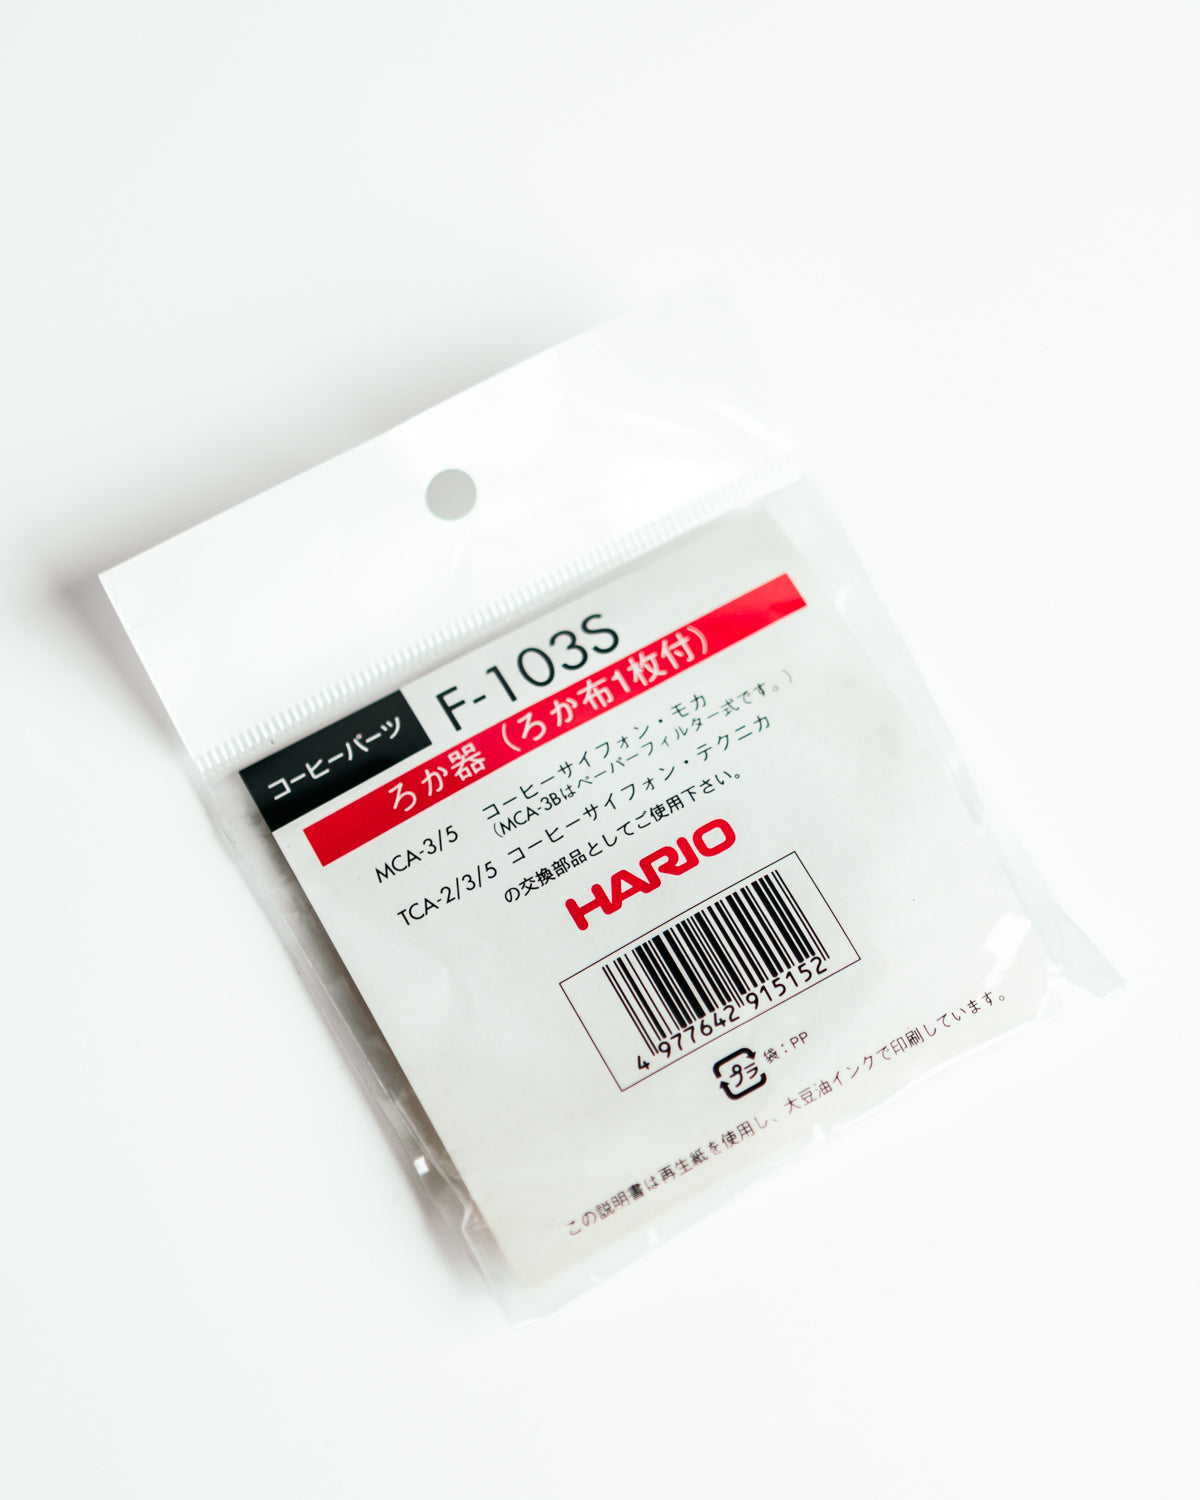 コーヒーパーツ
F-103S
ろか器（ろか布1枚付）
MCA-3/5 コーヒーサイフォン・モカ
（MCA-3Bはペーパーフィルター式です。）
TCA-2/3/5 コーヒーサイフォン・テクニカ
の交換部品としてご使用下さい。
HARIO
4 977642 915152
プラ 袋：PP
この説明書は再生紙を使用し、大豆油インクで印刷しています。